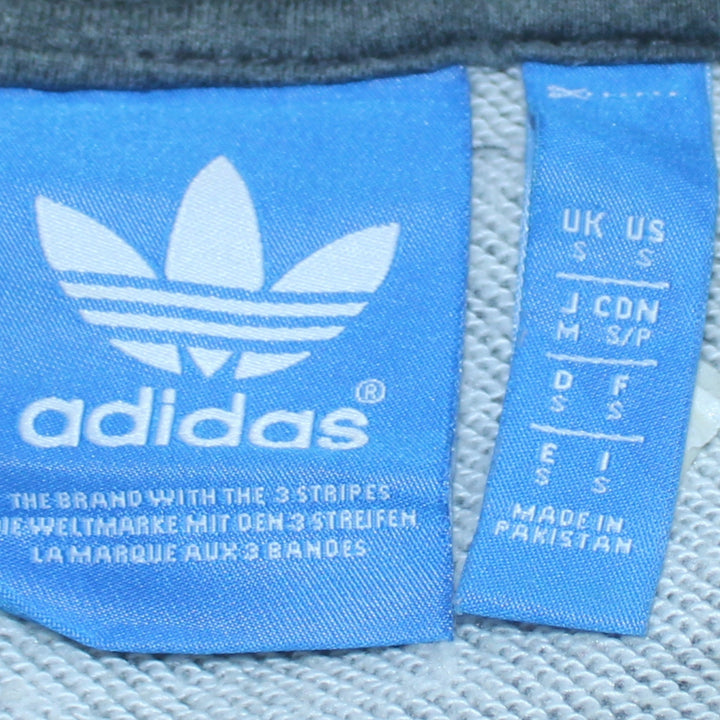 adidas®
THE BRAND WITH THE 3 STRIPES
DIE WELTMARKE MIT DEN 3 STREIFEN
LA MARQUE AUX 3 BANDES
UK US
S S
J CDN
M S/P
D F
S S
E I
S S
MADE IN
PAKISTAN